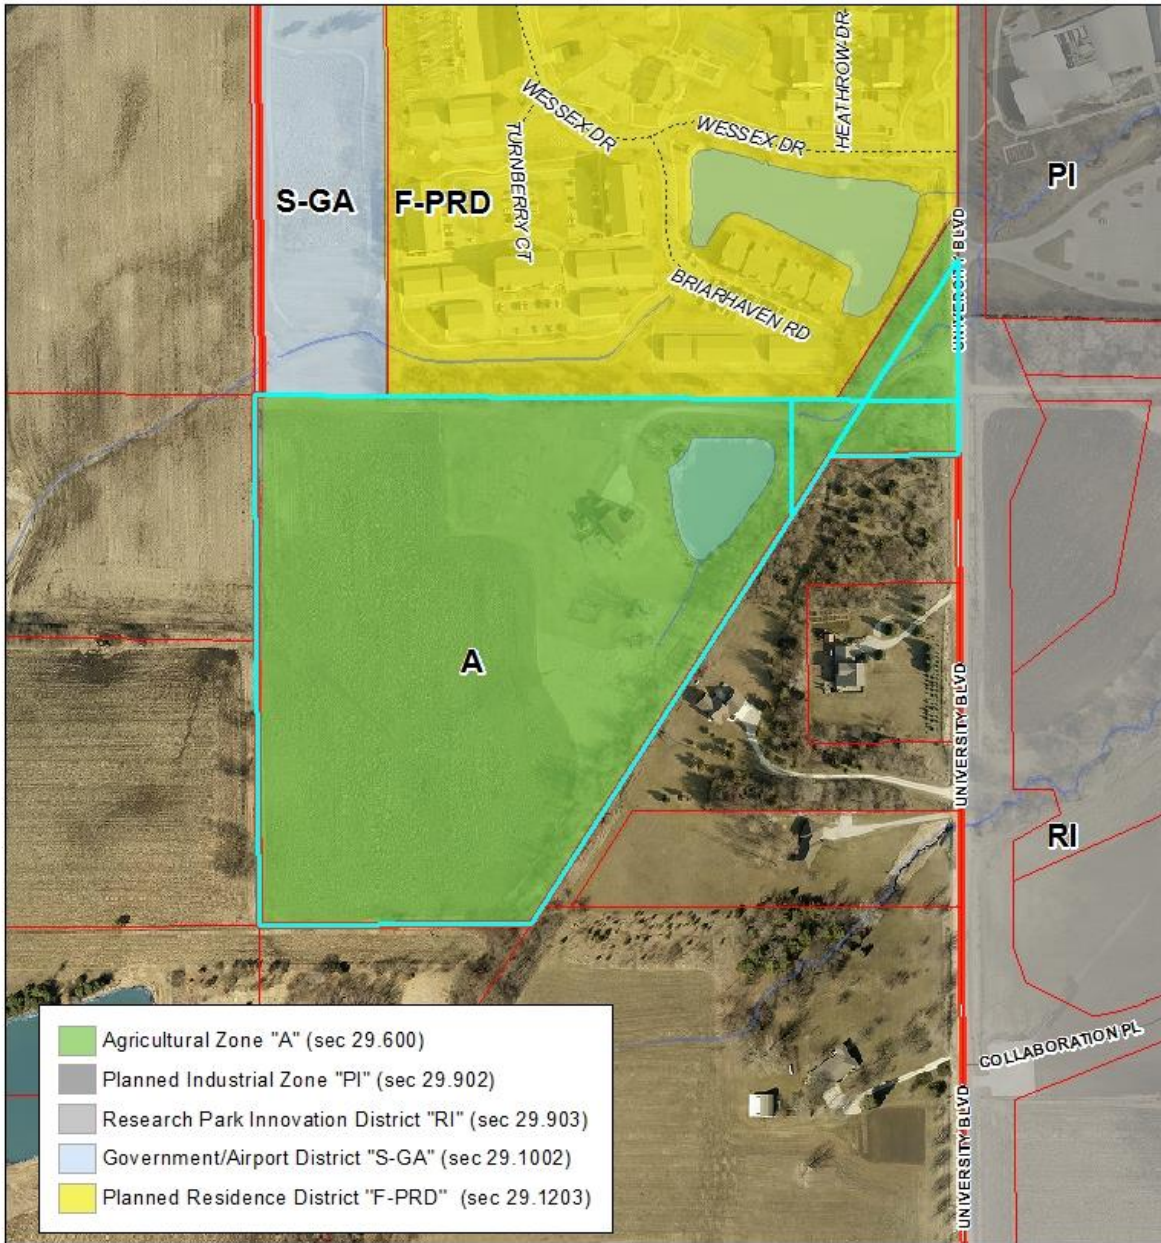 HEATHROW DR
WESSEX DR
WESSEX DR
TURNBERRY CT
PI
S-GA
F-PRD
UNIVERSITY BLVD
BRIARHAVEN RD
A
UNIVERSITY BLVD
RI
COLLABORATION PL
UNIVERSITY BLVD
Agricultural Zone "A" (sec 29.600)
Planned Industrial Zone "PI" (sec 29.902)
Research Park Innovation District "RI" (sec 29.903)
Government/Airport District "S-GA" (sec 29.1002)
Planned Residence District "F-PRD" (sec 29.1203)